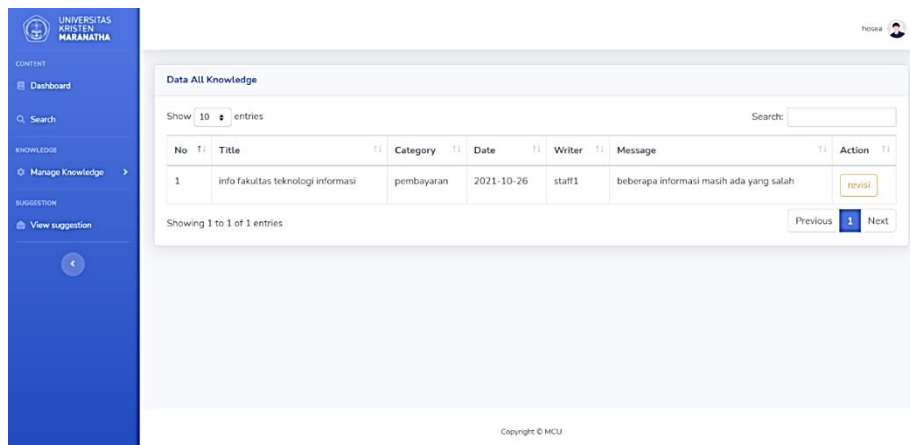 UNIVERSITAS
KRISTEN
MARANATHA
hosea
CONTENT
Dashboard
Search
KNOWLEDGE
Manage Knowledge
SUGGESTION
View suggestion
Data All Knowledge
Show 10 entries
Search:
No Title Category Date Writer Message Action
1 info fakultas teknologi informasi pembayaran 2021-10-26 staff1 beberapa informasi masih ada yang salah revisi
Showing 1 to 1 of 1 entries
Previous 1 Next
Copyright © MCU